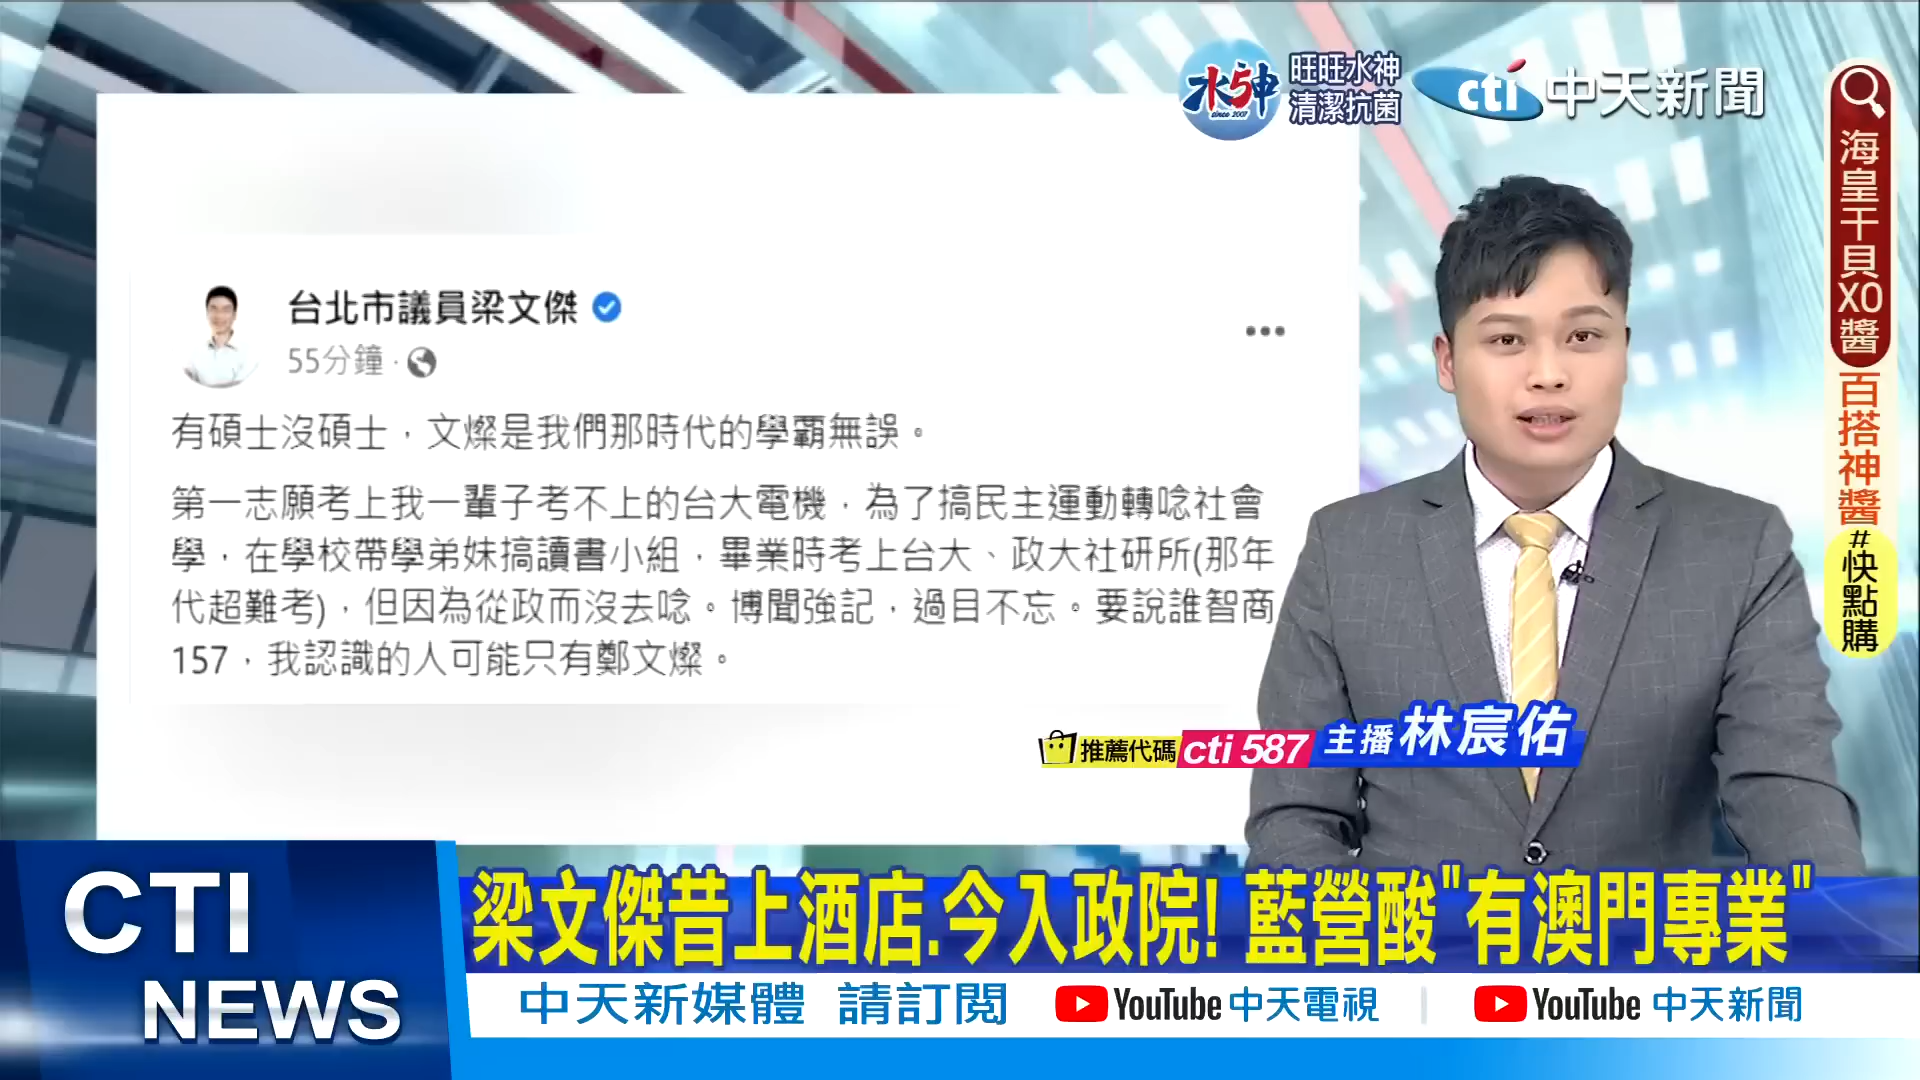 水神
since 2007
旺旺水神
清潔抗菌
cti 中天新聞
海皇干貝XO醬
百搭神醬
#快點購
台北市議員梁文傑
55分鐘·
有碩士沒碩士，文燦是我們那時代的學霸無誤。
第一志願考上我一輩子考不上的台大電機，為了搞民主運動轉唸社會
學，在學校帶學弟妹搞讀書小組，畢業時考上台大、政大社研所(那年
代超難考)，但因為從政而沒去唸。博聞強記，過目不忘。要說誰智商
157，我認識的人可能只有鄭文燦。
推薦代碼 cti 587 主播 林宸佑
CTI
NEWS
梁文傑昔上酒店.今入政院! 藍營酸"有澳門專業"
中天新媒體 請訂閱 YouTube 中天電視 | YouTube 中天新聞